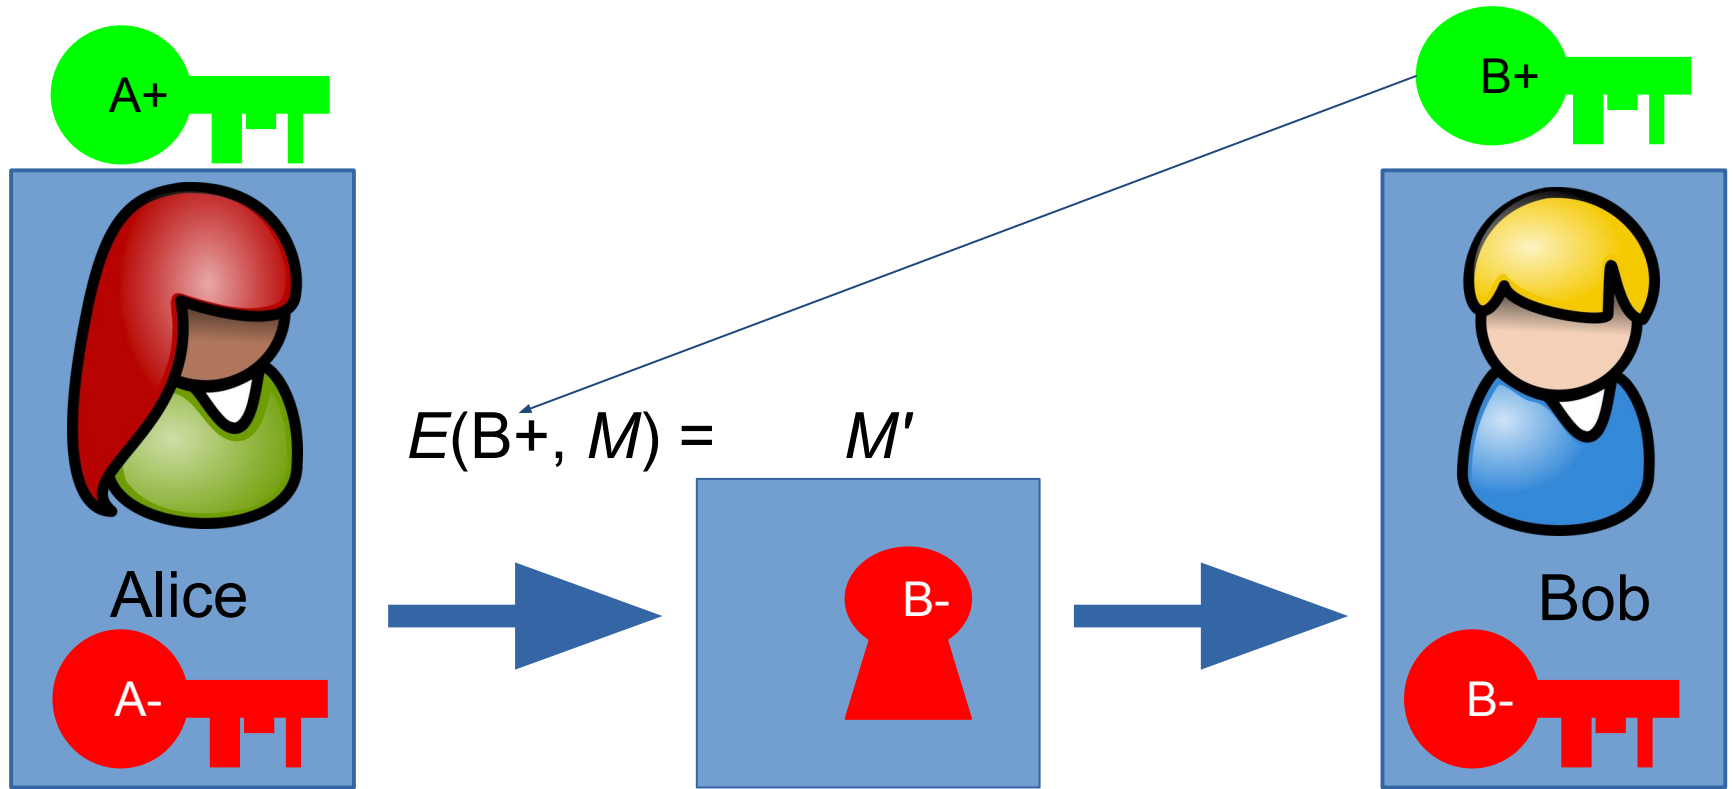 A+
B+
E(B+, M) = M'
B-
Alice
Bob
A-
B-